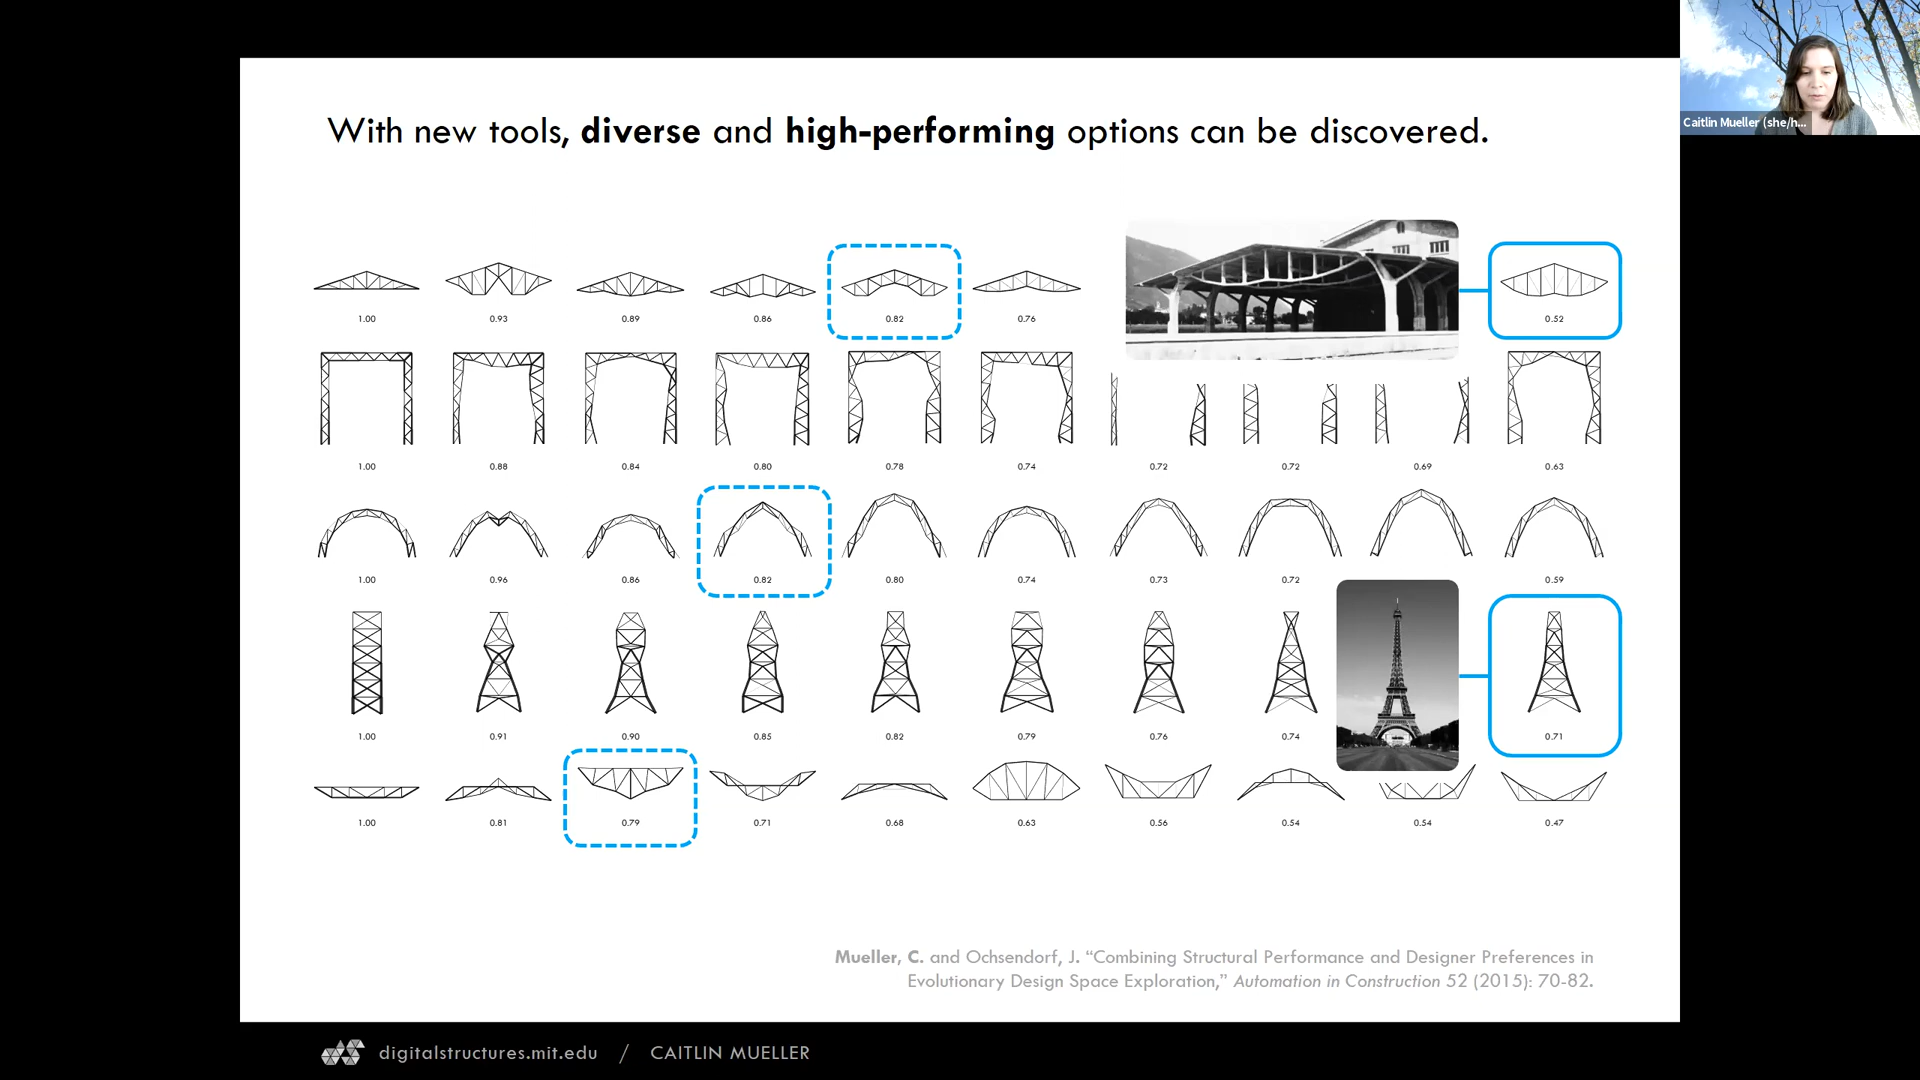 Caitlin Mueller (she/h...
With new tools, diverse and high-performing options can be discovered.
1.00 0.93 0.89 0.86 0.82 0.76 0.52
1.00 0.88 0.84 0.80 0.78 0.74 0.72 0.72 0.69 0.63
1.00 0.96 0.86 0.82 0.80 0.74 0.73 0.72 0.59
1.00 0.91 0.90 0.85 0.82 0.79 0.76 0.74 0.71
1.00 0.81 0.79 0.71 0.68 0.63 0.56 0.54 0.54 0.47
Mueller, C. and Ochsendorf, J. “Combining Structural Performance and Designer Preferences in
Evolutionary Design Space Exploration,” Automation in Construction 52 (2015): 70-82.
digitalstructures.mit.edu / CAITLIN MUELLER